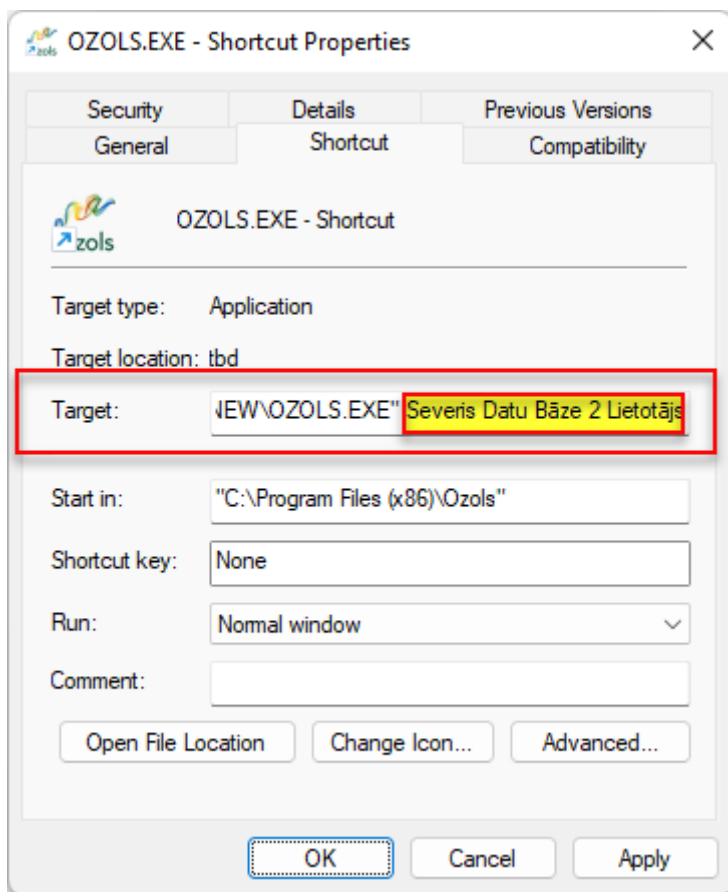 OZOLS.EXE - Shortcut Properties
Security Details Previous Versions
General Shortcut Compatibility
OZOLS.EXE - Shortcut
zols
Target type: Application
Target location: tbd
Target: NEW\OZOLS.EXE" Severis Datu Bāze 2 Lietotājs
Start in: "C:\Program Files (x86)\Ozols"
Shortcut key: None
Run: Normal window
Comment:
Open File Location Change Icon... Advanced...
OK Cancel Apply